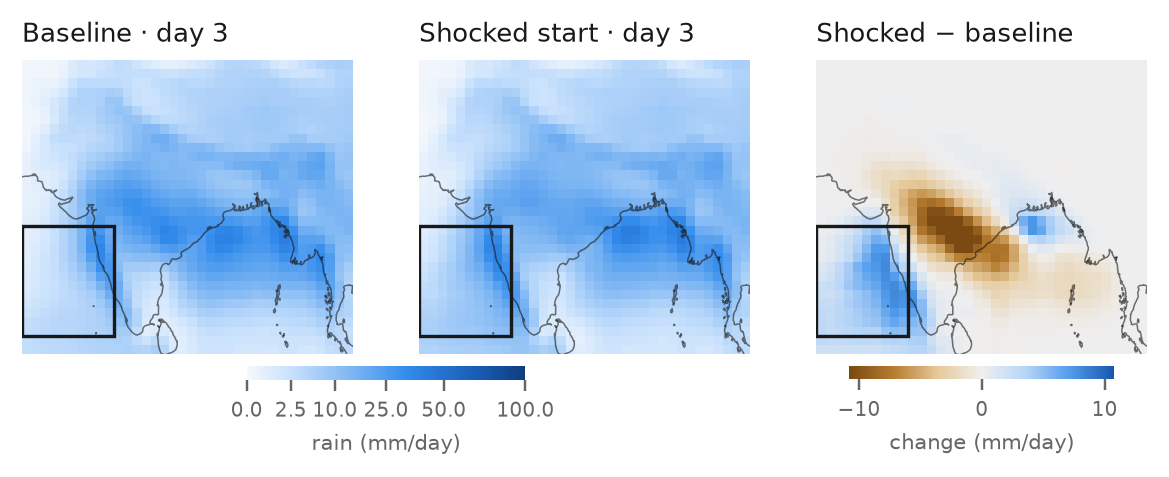 Baseline · day 3
Shocked start · day 3
Shocked − baseline
0.0 2.5 10.0 25.0 50.0 100.0
rain (mm/day)
−10 0 10
change (mm/day)